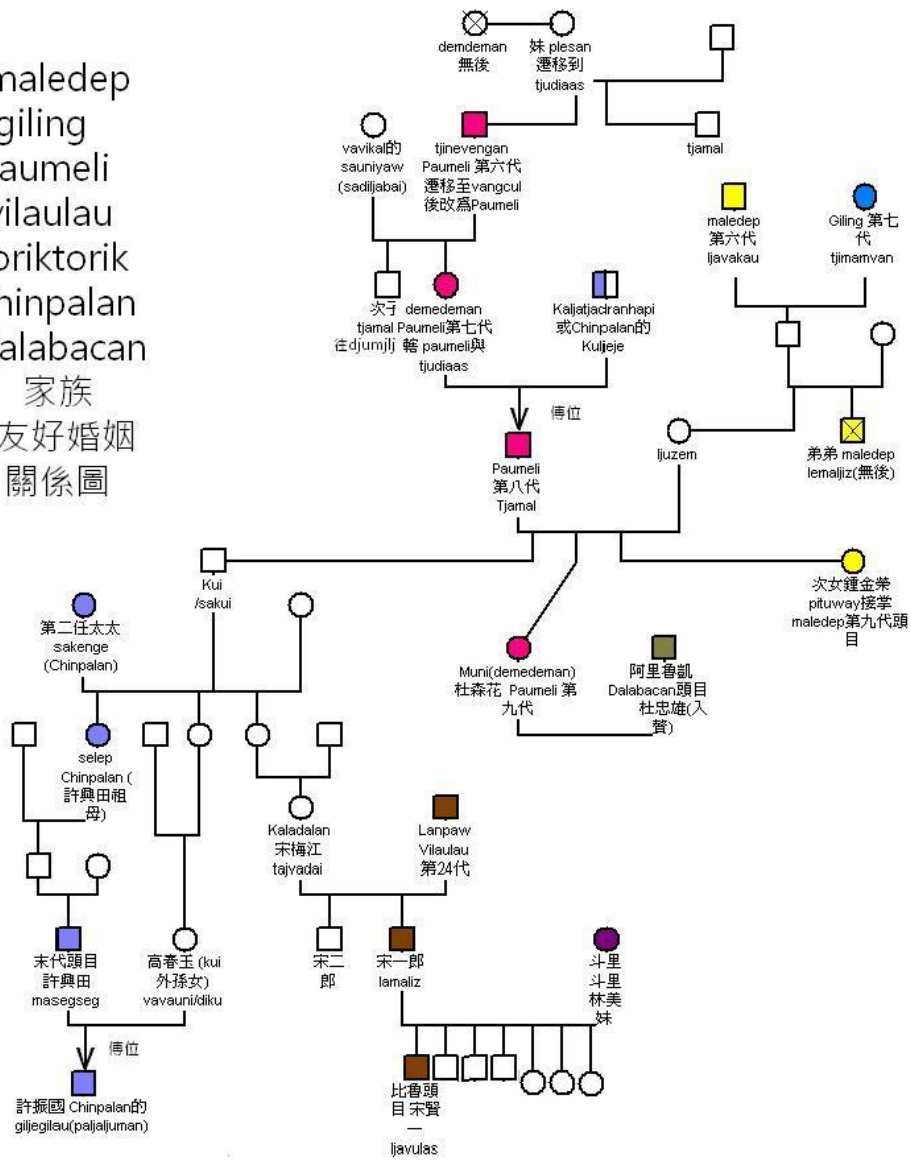 maledep
giling
aumeli
vilaulau
oriktorik
hinpalan
alabacan
家族
友好婚姻
關係圖
demdeman
無後
妹 plesan
遷移到
tjudiaas
vavikal的
sauniyaw
(sadiljabai)
tjinevengan
Paumeli 第六代
遷移至vangcul
後改爲Paumeli
tjamal
maledep
第六代
ljavakau
Giling 第七
代
tjimamvan
次子
tjamal
往djumjlj
demedeman
Paumeli第七代
轄 paumeli與
tjudiaas
Kaljatjadranhapi
或Chinpalan的
Kuljeje
傳位
Paumeli
第八代
Tjamal
ljuzem
弟弟 maledep
lemaljiz(無後)
Kui
/sakui
次女鍾金榮
pituway接掌
maledep第九代頭
目
第二任太太
sakenge
(Chinpalan)
Muni(demedeman)
杜森花 Paumeli 第
九代
阿里魯凱
Dalabacan頭目
杜忠雄(入
贅)
selep
Chinpalan (
許興田祖
母)
Kaladalan
宋梅江
tajvadai
Lanpaw
Vilaulau
第24代
末代頭目
許興田
masegseg
高春玉 (kui
外孫女)
vavauni/diku
宋二
郎
宋一郎
lamaliz
斗里
斗里
林美
妹
傳位
許振國 Chinpalan的
giljegilau(paljaljuman)
比魯頭
目 宋賢
一
ljavulas